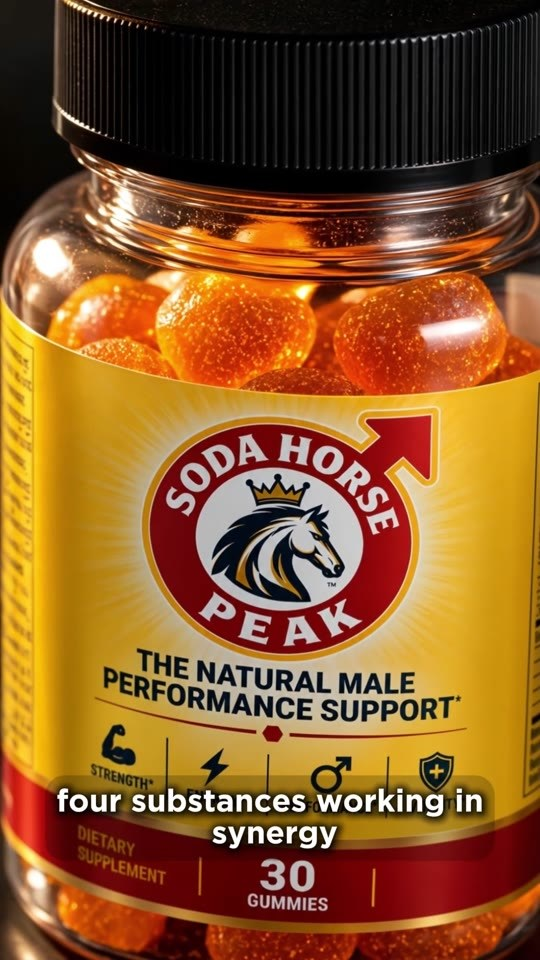 SODA HORSE
PEAK
™
THE NATURAL MALE
PERFORMANCE SUPPORT*
STRENGTH*
four substances working in
synergy
DIETARY
SUPPLEMENT
30
GUMMIES